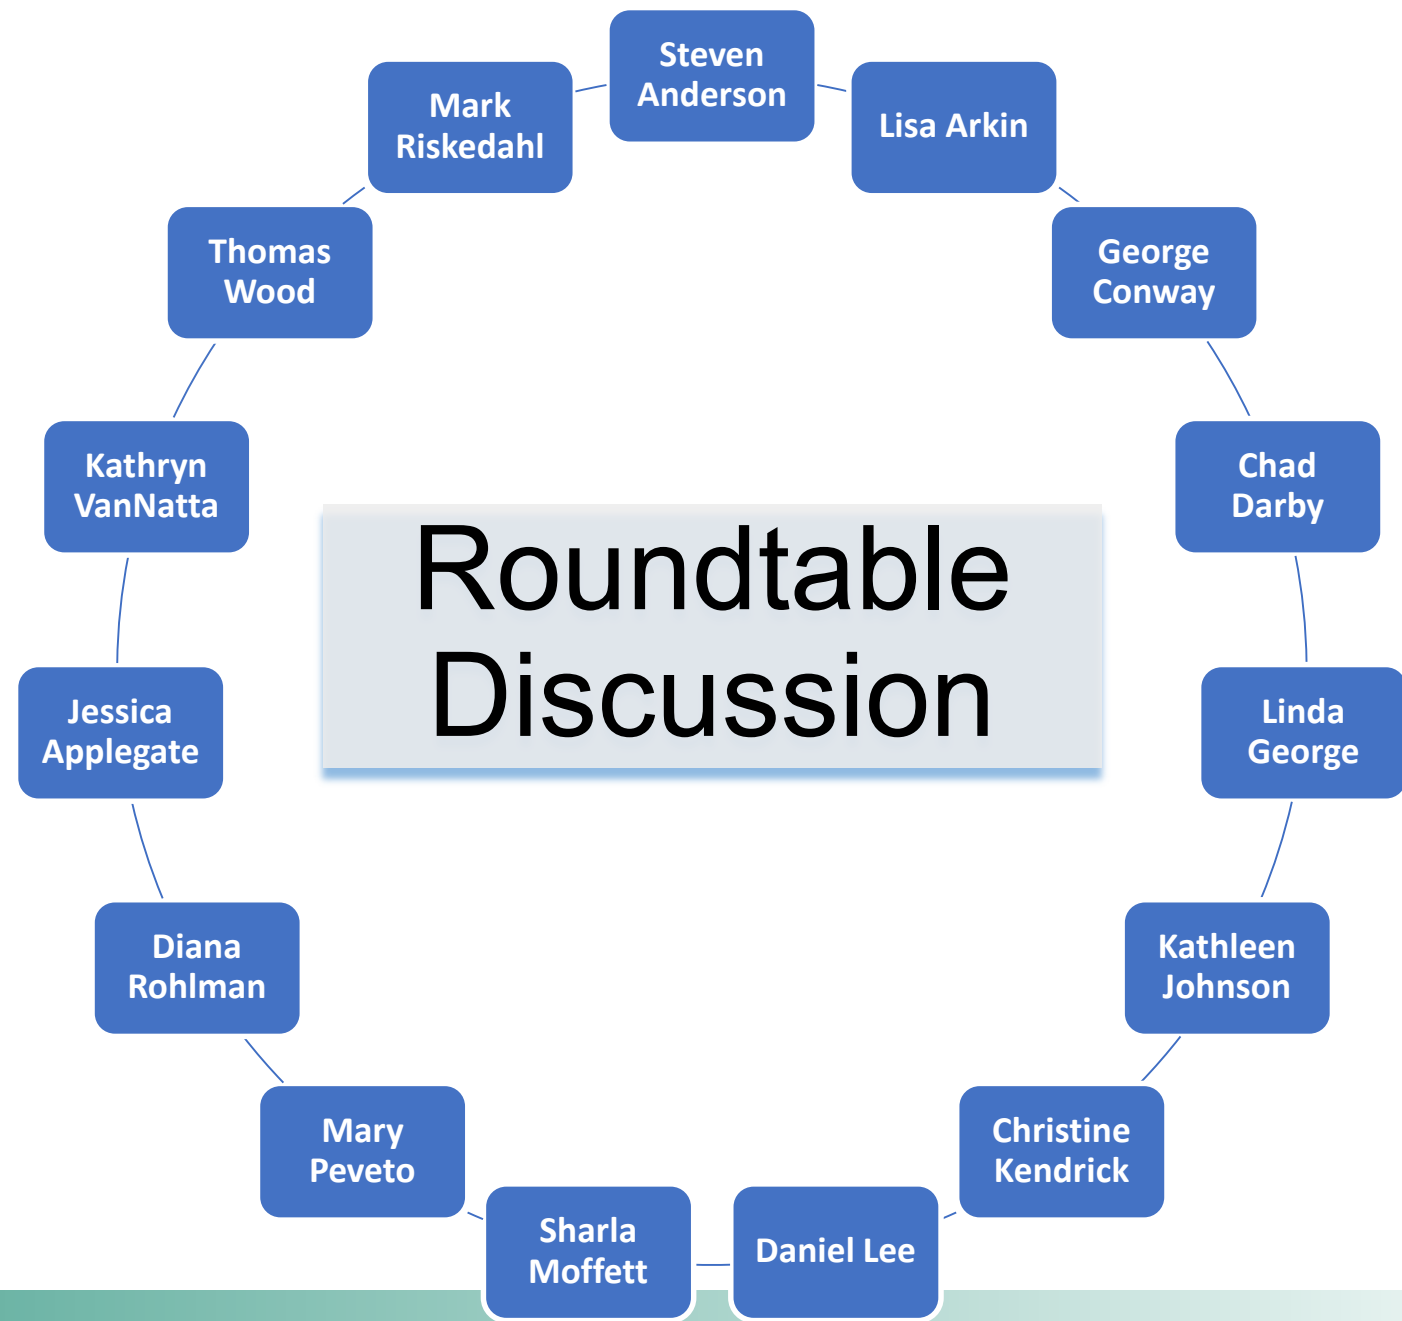 Steven
Anderson
Lisa Arkin
George
Conway
Chad
Darby
Linda
George
Kathleen
Johnson
Christine
Kendrick
Daniel Lee
Sharla
Moffett
Mary
Peveto
Diana
Rohlman
Jessica
Applegate
Kathryn
VanNatta
Thomas
Wood
Mark
Riskedahl
Roundtable
Discussion